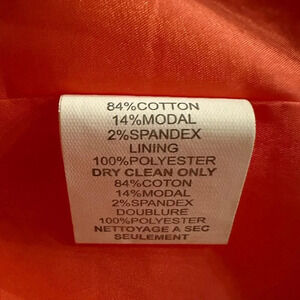 84%COTTON
14%MODAL
2%SPANDEX
LINING
100%POLYESTER
DRY CLEAN ONLY
84%COTON
14%MODAL
2%SPANDEX
DOUBLURE
100%POLYESTER
NETTOYAGE A SEC
SEULEMENT